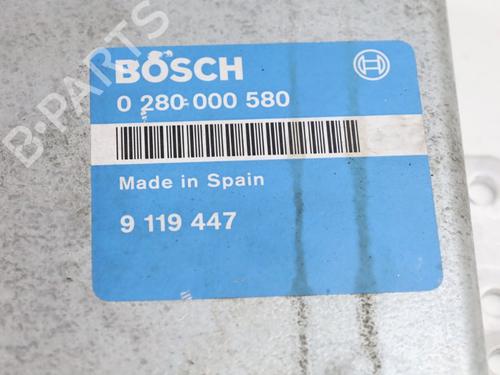 B-PARTS
BOSCH
0 280 000 580
Made in Spain
9 119 447